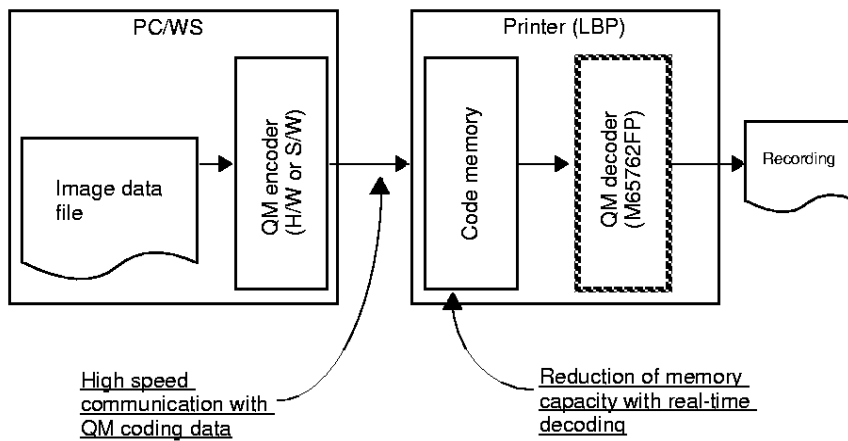 PC/WS
Printer (LBP)
Image data
file
QM encoder
(H/W or S/W)
Code memory
QM decoder
(M65762FP)
Recording
High speed
communication with
QM coding data
Reduction of memory
capacity with real-time
decoding